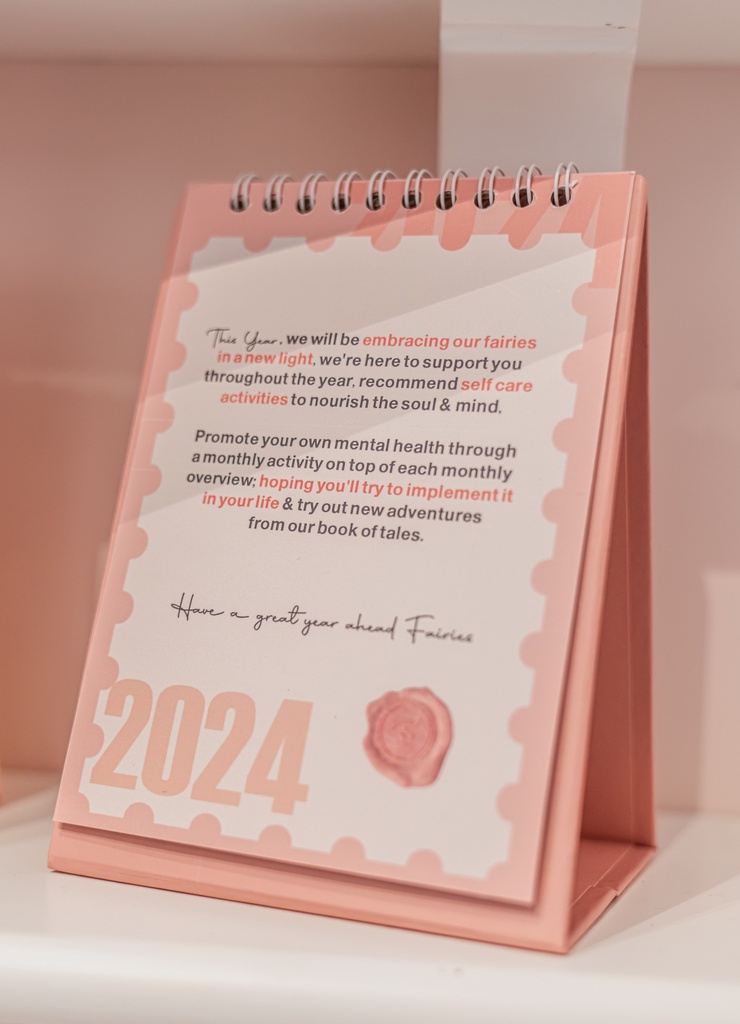 2024
This Year, we will be embracing our fairies
in a new light, we're here to support you
throughout the year, recommend self care
activities to nourish the soul & mind.
Promote your own mental health through
a monthly activity on top of each monthly
overview; hoping you'll try to implement it
in your life & try out new adventures
from our book of tales.
Have a great year ahead Fairies
2024